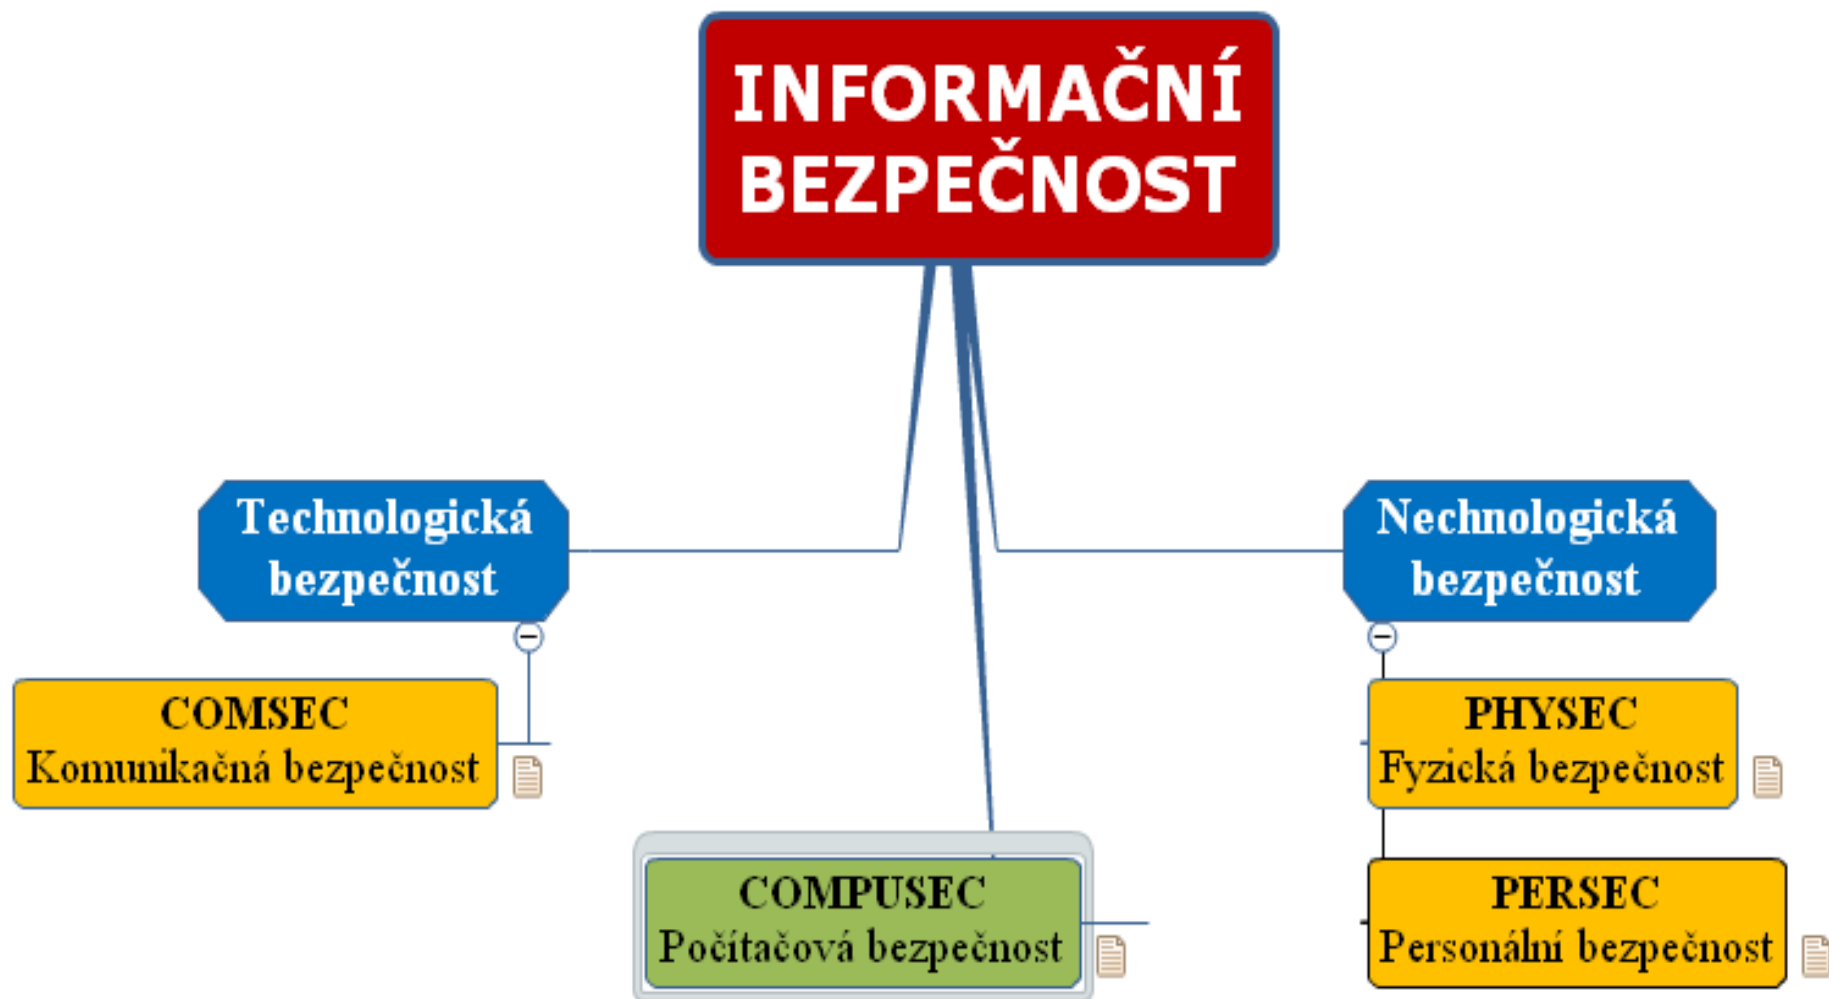 INFORMAČNÍ
BEZPEČNOST
Technologická
bezpečnost
Nechnologická
bezpečnost
COMSEC
Komunikačná bezpečnost
PHYSEC
Fyzická bezpečnost
COMPUSEC
Počítačová bezpečnost
PERSEC
Personální bezpečnost